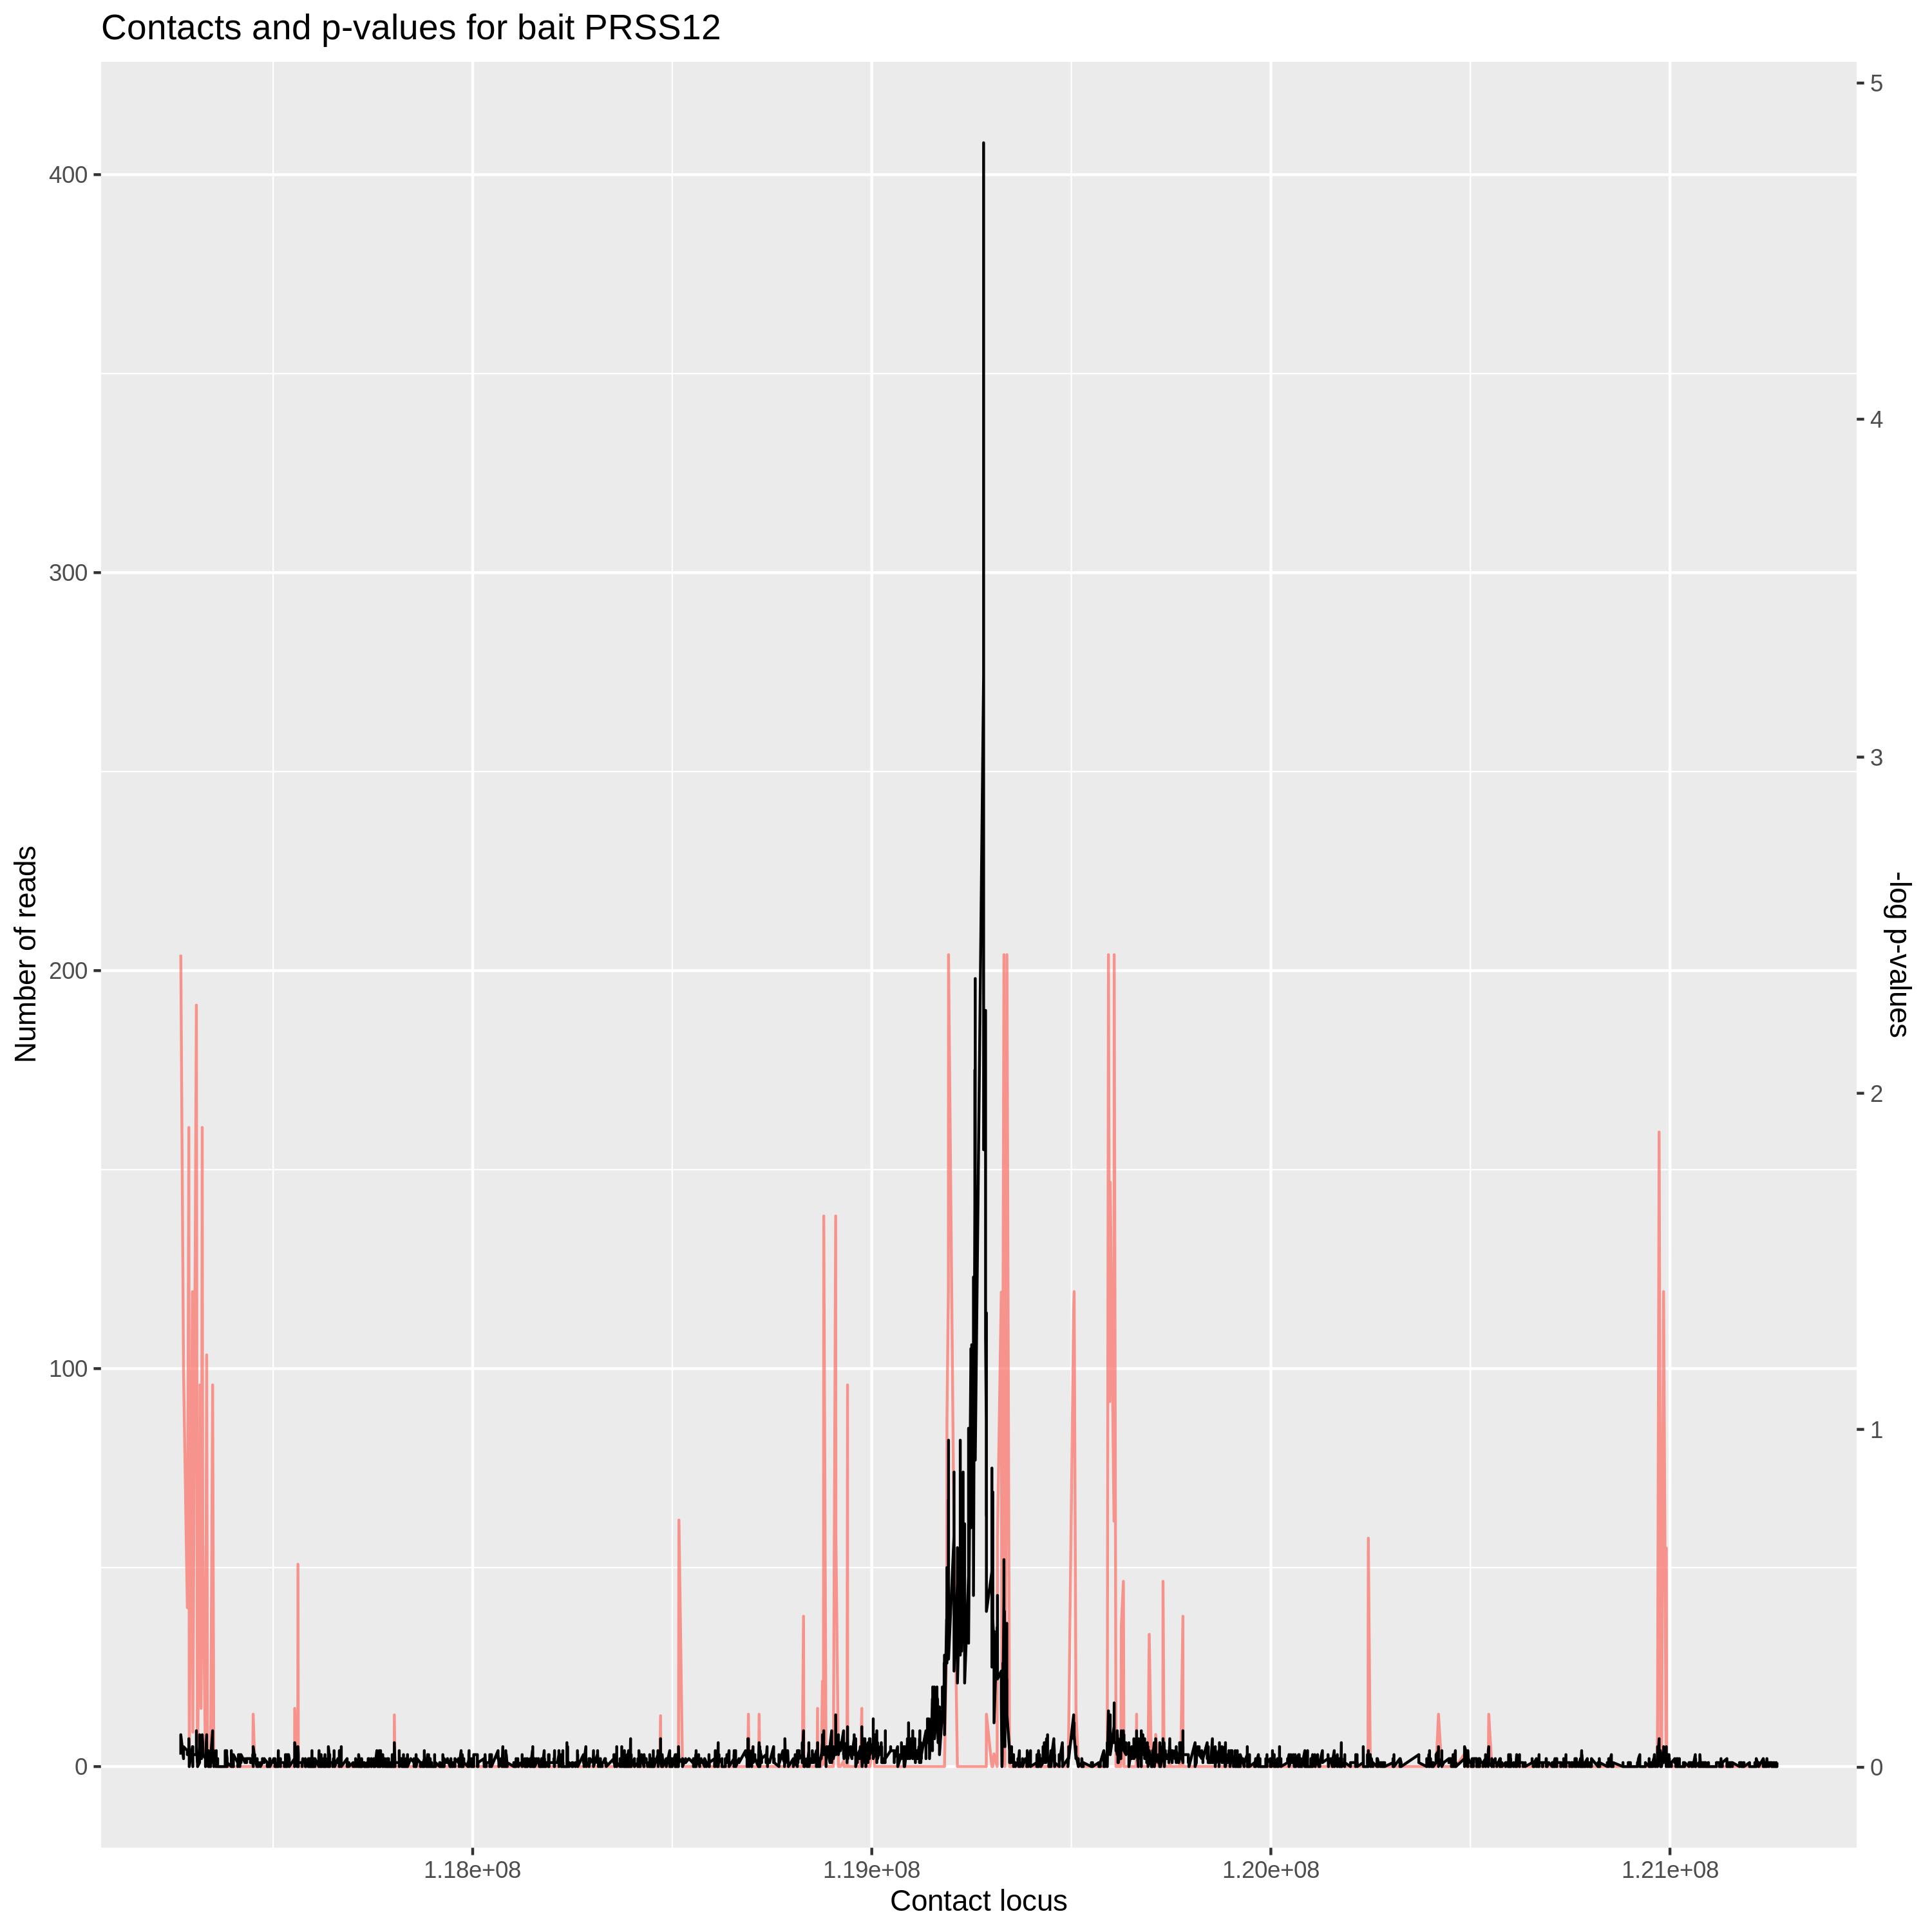 Contacts and p-values for bait PRSS12
5
400
4
300
3
Number of reads
-log p-values
200
2
100
1
0
0
1.18e+08
1.19e+08
1.20e+08
1.21e+08
Contact locus